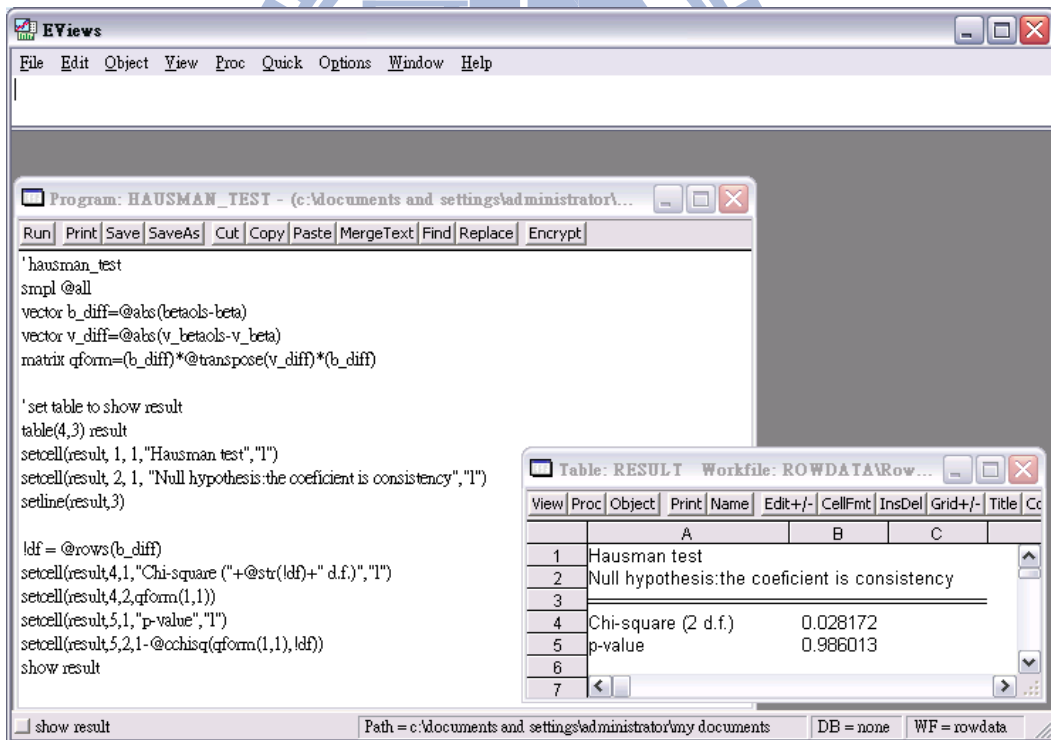 EViews
File Edit Object View Proc Quick Options Window Help
Program: HAUSMAN_TEST - (c:\documents and settings\administrator\...
Run Print Save SaveAs Cut Copy Paste MergeText Find Replace Encrypt
'hausman_test
smpl @all
vector b_diff=@abs(betaols-beta)
vector v_diff=@abs(v_betaols-v_beta)
matrix qform=(b_diff)*@transpose(v_diff)*(b_diff)
'set table to show result
table(4,3) result
setcell(result, 1, 1,"Hausman test","l")
setcell(result, 2, 1, "Null hypothesis:the coeficient is consistency","l")
setline(result,3)
!df = @rows(b_diff)
setcell(result,4,1,"Chi-square ("+@str(!df)+" d.f.)","l")
setcell(result,4,2,qform(1,1))
setcell(result,5,1,"p-value","l")
setcell(result,5,2,1-@cchisq(qform(1,1),!df))
show result
Table: RESULT Workfile: ROWDATA\Row...
View Proc Object Print Name Edit+/- CellFmt InsDel Grid+/- Title Co
A B C
1 Hausman test
2 Null hypothesis:the coeficient is consistency
3
4 Chi-square (2 d.f.) 0.028172
5 p-value 0.986013
6
7
show result Path = c:\documents and settings\administrator\my documents DB = none WF = rowdata